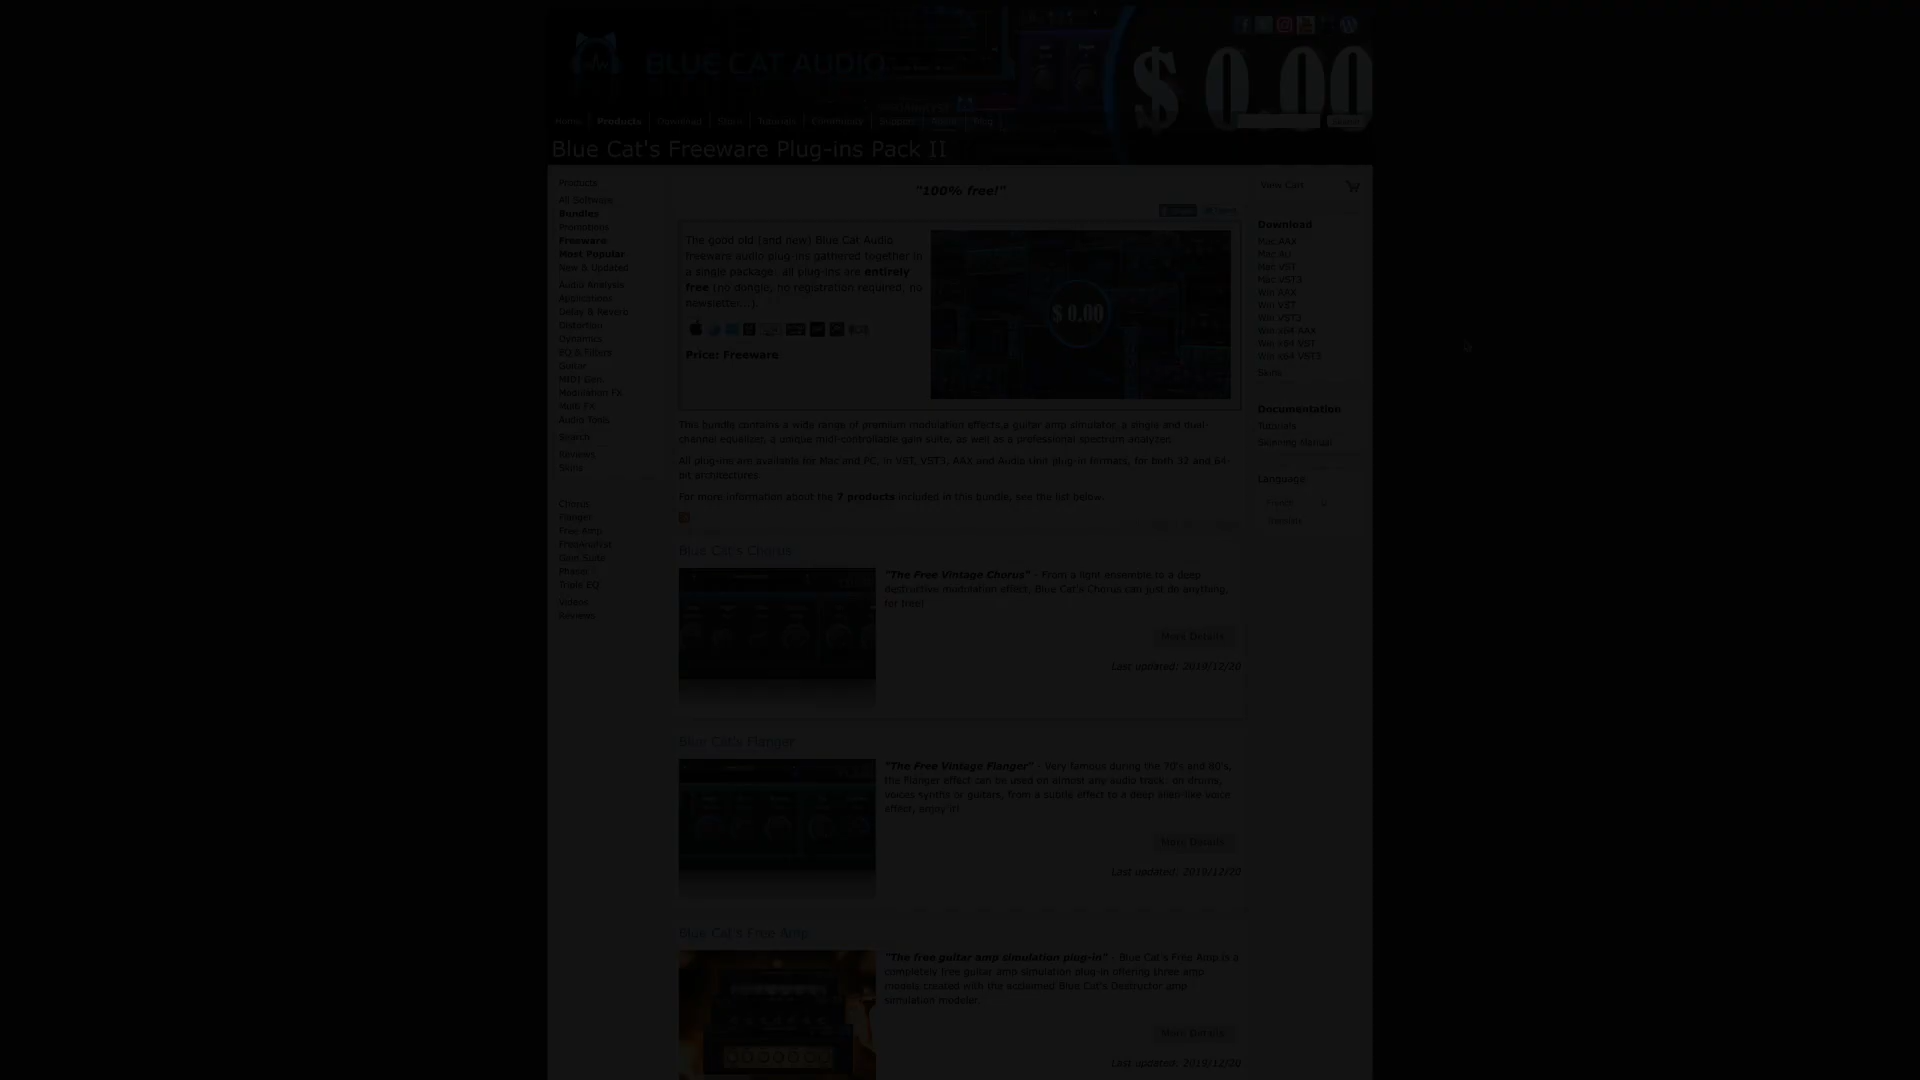 BLUE CAT AUDIO
$ 0.00
Home
Products
Download
Store
Tutorials
Community
Support
About
Blog
Blue Cat's Freeware Plug-ins Pack II
Products
All Software
Bundles
Promotions
Freeware
Most Popular
New & Updated
Audio Analysis
Applications
Delay & Reverb
Distortion
Dynamics
EQ & Filters
Guitar
MIDI Gen.
Modulation FX
Multi FX
Audio Tools
Search
Reviews
Skins
Chorus
Flanger
Free Amp
FreqAnalyst
Gain Suite
Phaser
Triple EQ
Videos
Reviews
"100% free!"
The good old (and new) Blue Cat Audio
freeware audio plug-ins gathered together in
a single package: all plug-ins are entirely
free (no dongle, no registration required, no
newsletter...).
Price: Freeware
$ 0.00
This bundle contains a wide range of premium modulation effects,a guitar amp simulator, a single and dual-
channel equalizer, a unique midi-controllable gain suite, as well as a professional spectrum analyzer.
All plug-ins are available for Mac and PC, in VST, VST3, AAX and Audio Unit plug-in formats, for both 32 and 64-
bit architectures.
For more information about the 7 products included in this bundle, see the list below.
Blue Cat's Chorus
"The Free Vintage Chorus" - From a light ensemble to a deep
destructive modulation effect, Blue Cat's Chorus can just do anything,
for free!
More Details
Last updated: 2019/12/20
Blue Cat's Flanger
"The Free Vintage Flanger" - Very famous during the 70's and 80's,
the Flanger effect can be used on almost any audio track: on drums,
voices synths or guitars, from a subtle effect to a deep alien-like voice
effect, enjoy it!
More Details
Last updated: 2019/12/20
Blue Cat's Free Amp
"The free guitar amp simulation plug-in" - Blue Cat's Free Amp is a
completely free guitar amp simulation plug-in offering three amp
models created with the acclaimed Blue Cat's Destructor amp
simulation modeler.
More Details
Last updated: 2019/12/20
View Cart
Download
Mac AAX
Mac AU
Mac VST
Mac VST3
Win AAX
Win VST
Win VST3
Win x64 AAX
Win x64 VST
Win x64 VST3
Skins
Documentation
Tutorials
Skinning Manual
Language
Translate